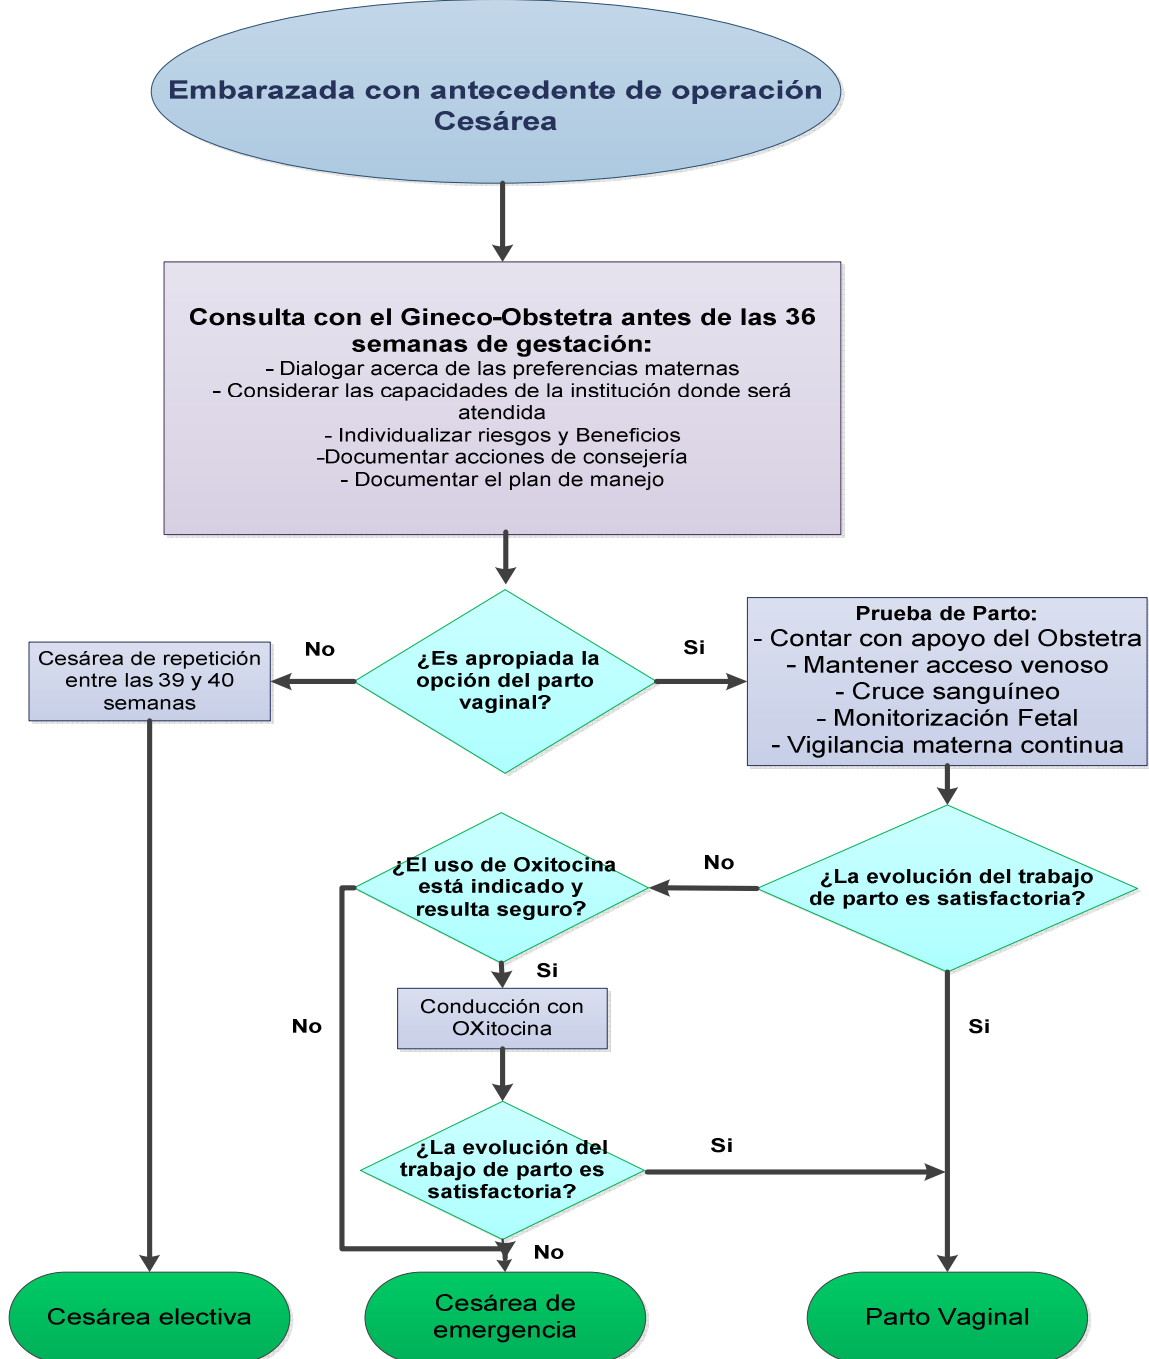 Embarazada con antecedente de operación
Cesárea
Consulta con el Gineco-Obstetra antes de las 36
semanas de gestación:
- Dialogar acerca de las preferencias maternas
- Considerar las capacidades de la institución donde será
atendida
- Individualizar riesgos y Beneficios
-Documentar acciones de consejería
- Documentar el plan de manejo
¿Es apropiada la
opción del parto
vaginal?
No
Si
Cesárea de repetición
entre las 39 y 40
semanas
Prueba de Parto:
- Contar con apoyo del Obstetra
- Mantener acceso venoso
- Cruce sanguíneo
- Monitorización Fetal
- Vigilancia materna continua
¿La evolución del trabajo
de parto es satisfactoria?
No
Si
¿El uso de Oxitocina
está indicado y
resulta seguro?
Si
No
Conducción con
OXitocina
¿La evolución del
trabajo de parto es
satisfactoria?
Si
No
Cesárea electiva
Cesárea de
emergencia
Parto Vaginal